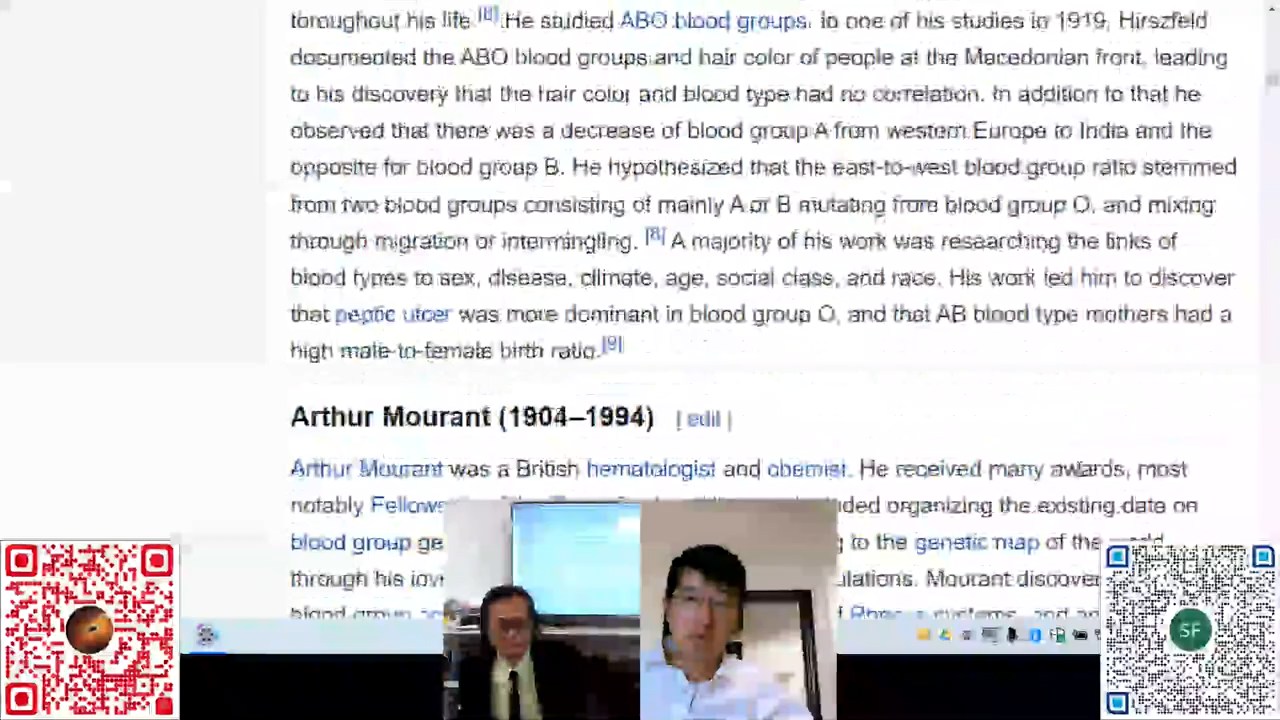 toroughout his life.[8] He studied ABO blood groups. In one of his studies in 1919, Hirszfeld
documented the ABO blood groups and hair color of people at the Macedonian front, leading
to his discovery that the hair color and blood type had no correlation. In addition to that he
observed that there was a decrease of blood group A from western Europe to India and the
opposite for blood group B. He hypothesized that the east-to-west blood group ratio stemmed
from two blood groups consisting of mainly A or B mutating from blood group O, and mixing
through migration or intermingling. [8] A majority of his work was researching the links of
blood types to sex, disease, climate, age, social class, and race. His work led him to discover
that peptic ulcer was more dominant in blood group O, and that AB blood type mothers had a
high male-to-female birth ratio.[9]
Arthur Mourant (1904–1994) [ edit ]
Arthur Mourant was a British hematologist and chemist. He received many awards, most
notably Fellows ded organizing the existing data on
blood group ge to the genetic map of the world
through his inv ulations. Mourant discover
blood group systems, and
SF